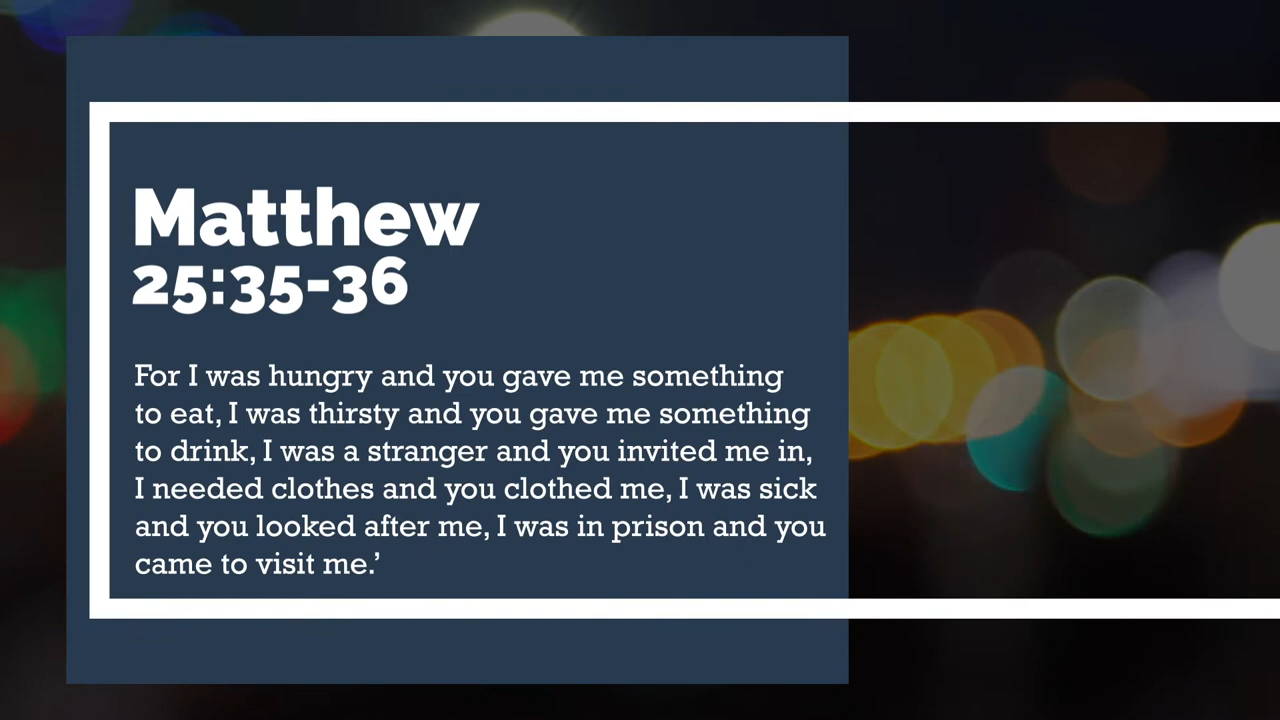 Matthew
25:35-36
For I was hungry and you gave me something
to eat, I was thirsty and you gave me something
to drink, I was a stranger and you invited me in,
I needed clothes and you clothed me, I was sick
and you looked after me, I was in prison and you
came to visit me.’